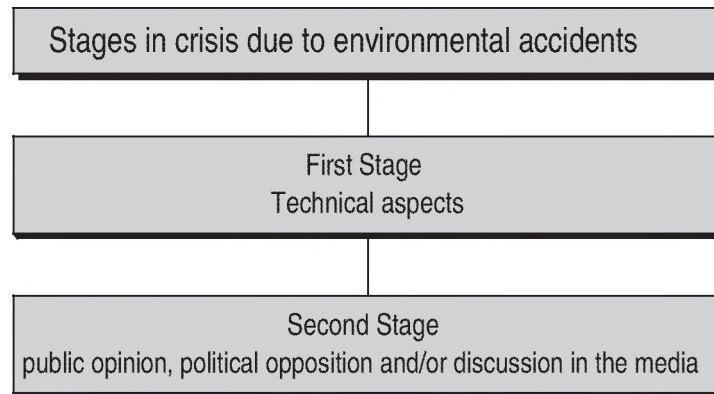 Stages in crisis due to environmental accidents
First Stage
Technical aspects
Second Stage
public opinion, political opposition and/or discussion in the media